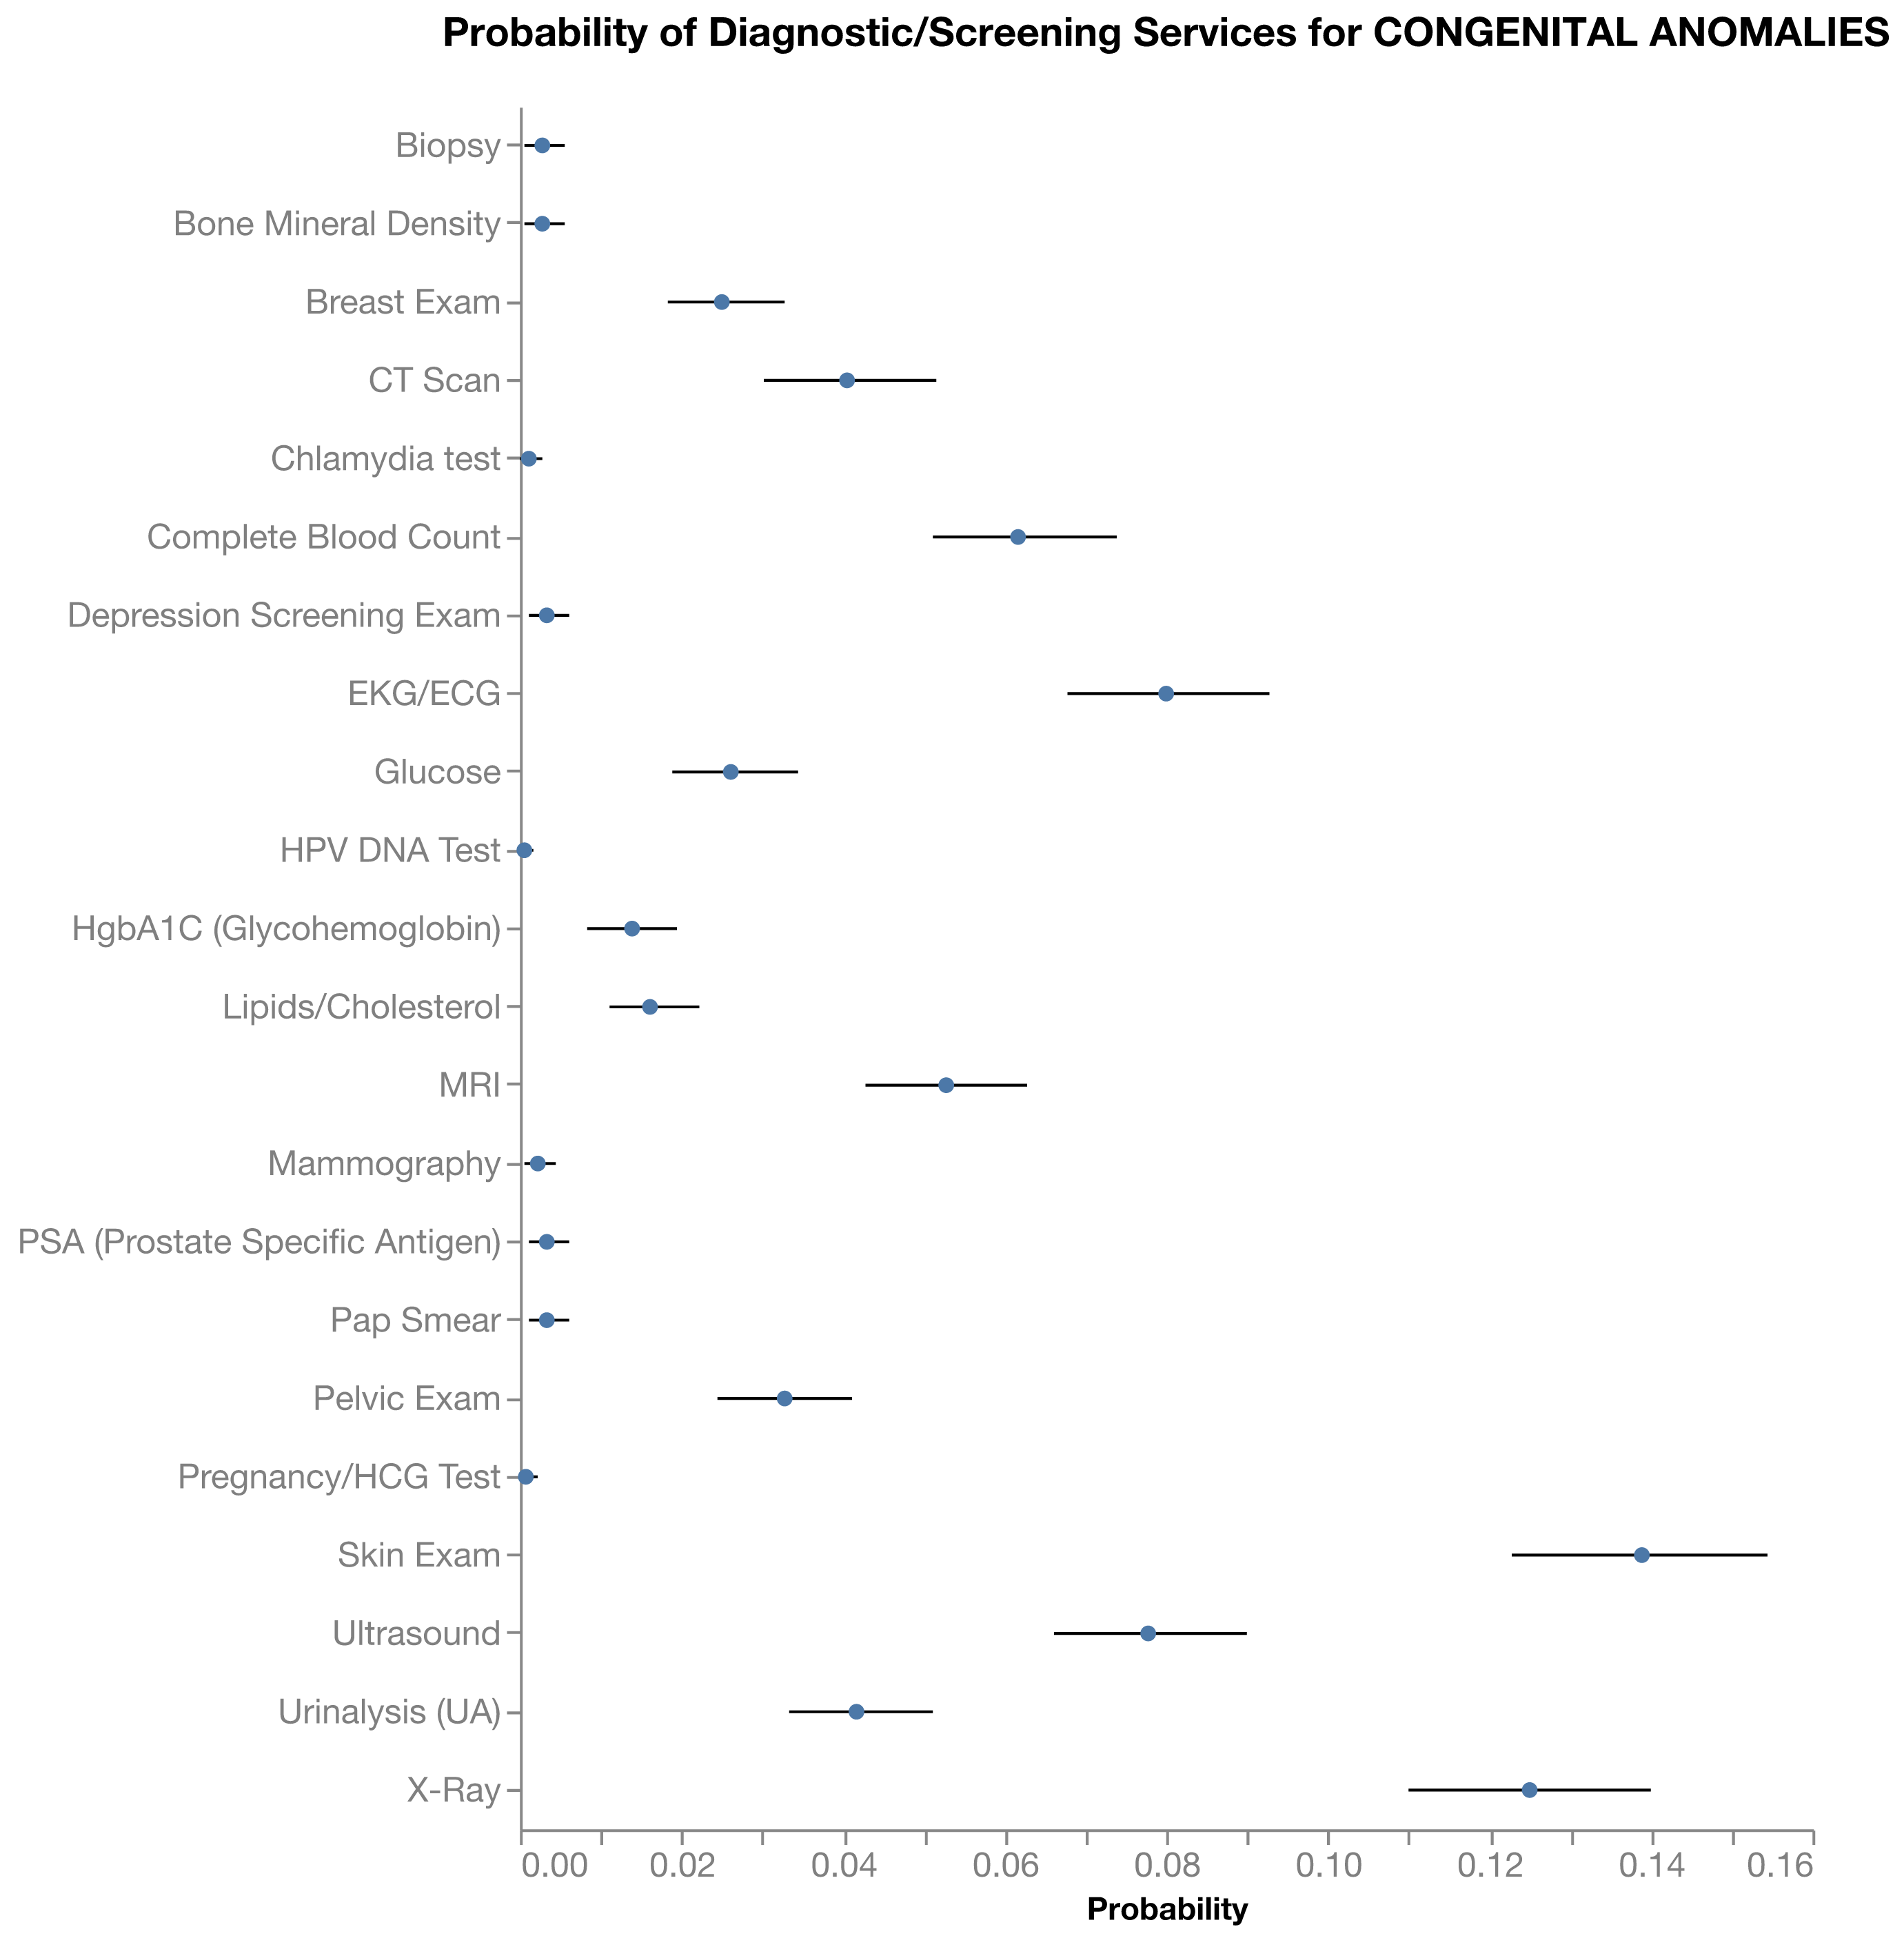 Probability of Diagnostic/Screening Services for CONGENITAL ANOMALIES
Biopsy
Bone Mineral Density
Breast Exam
CT Scan
Chlamydia test
Complete Blood Count
Depression Screening Exam
EKG/ECG
Glucose
HPV DNA Test
HgbA1C (Glycohemoglobin)
Lipids/Cholesterol
MRI
Mammography
PSA (Prostate Specific Antigen)
Pap Smear
Pelvic Exam
Pregnancy/HCG Test
Skin Exam
Ultrasound
Urinalysis (UA)
X-Ray
0.00 0.02 0.04 0.06 0.08 0.10 0.12 0.14 0.16
Probability